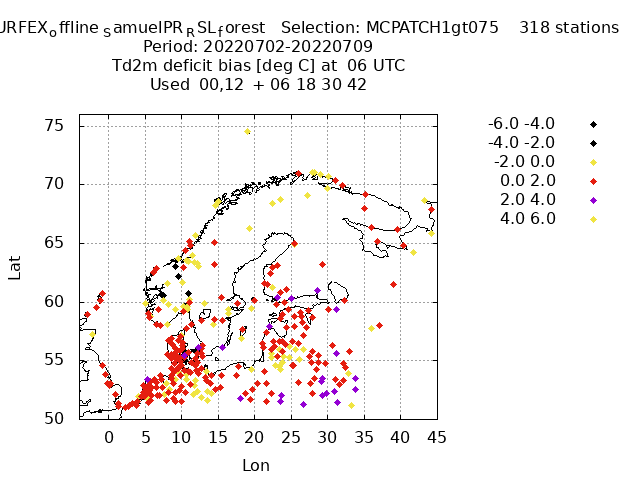 URFEXoffline SamuelPRRSLforest Selection: MCPATCH1gt075 318 stations
Period: 20220702-20220709
Td2m deficit bias [deg C] at 06 UTC
Used 00,12 + 06 18 30 42
-6.0 -4.0
-4.0 -2.0
-2.0 0.0
0.0 2.0
2.0 4.0
4.0 6.0
75
70
65
60
55
50
Lat
0 5 10 15 20 25 30 35 40 45
Lon